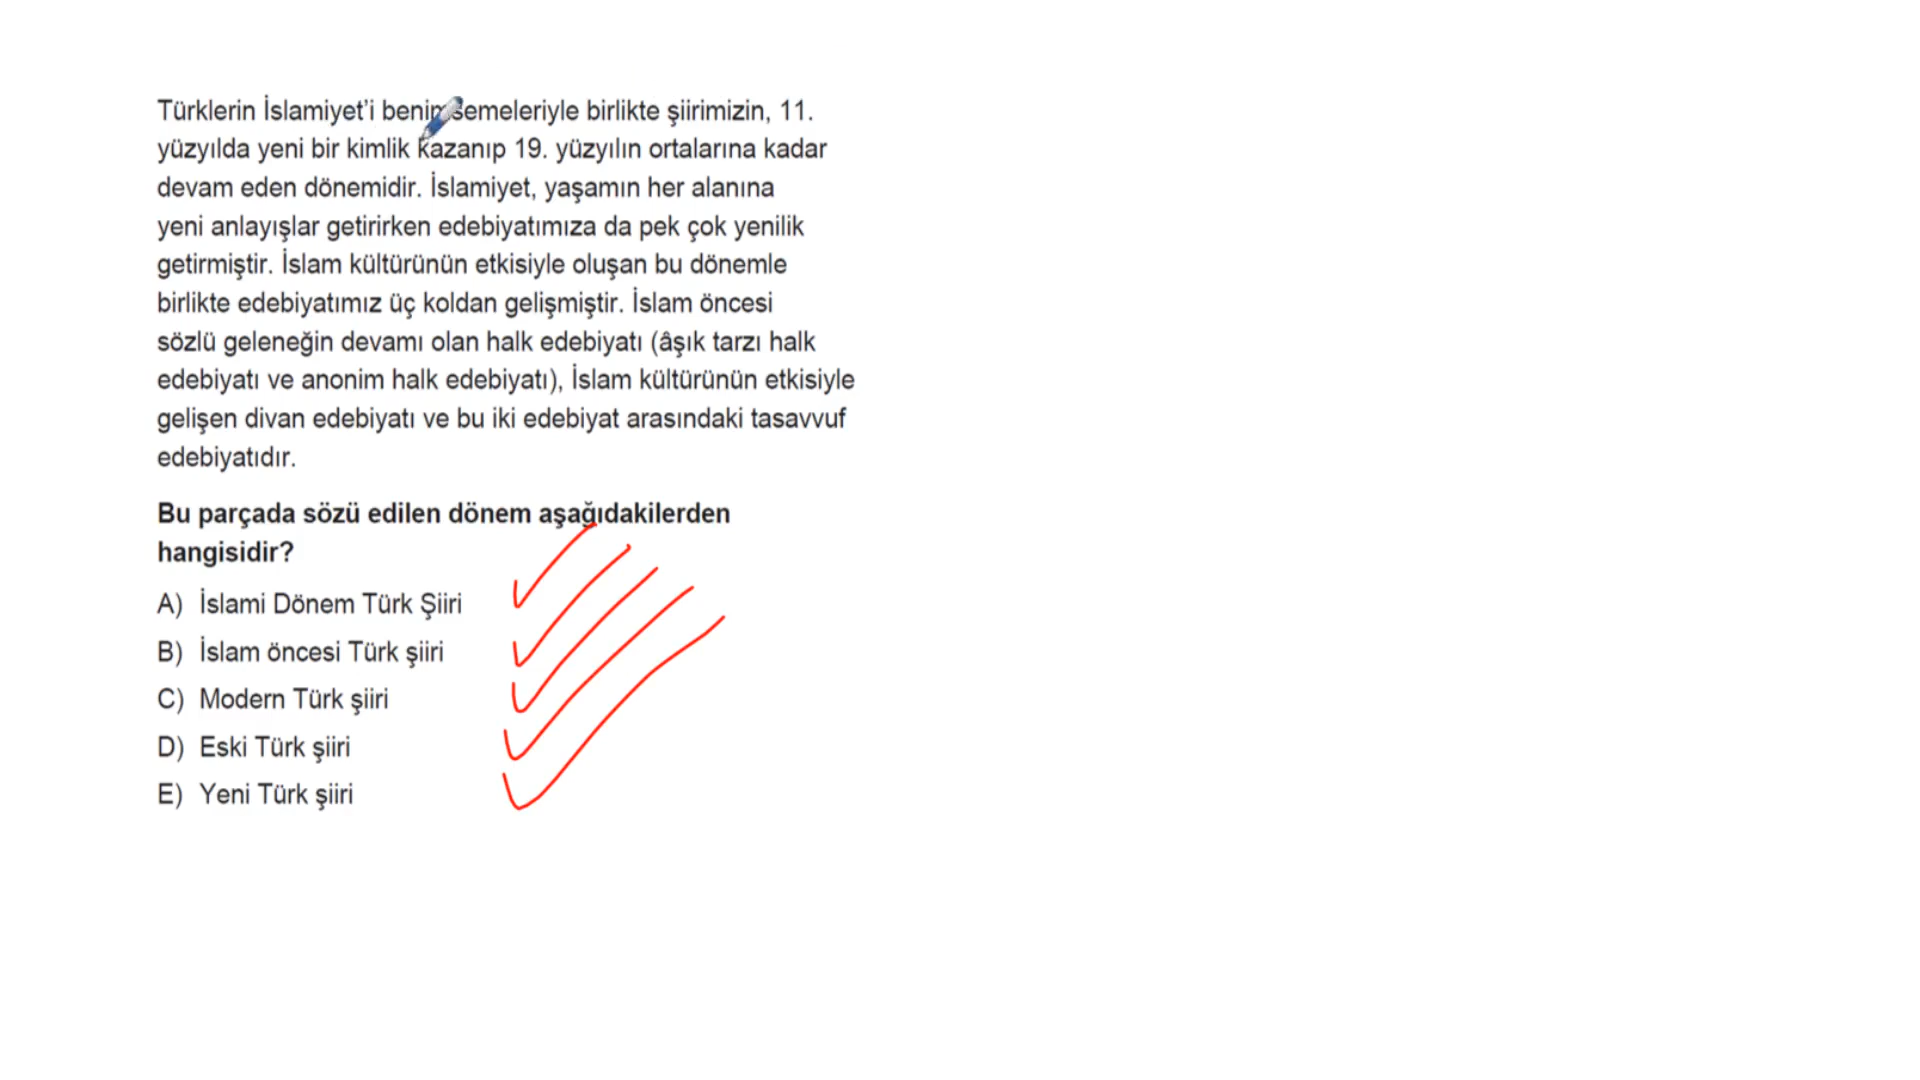 Türklerin İslamiyet’i benimsemeleriyle birlikte şiirimizin, 11.
yüzyılda yeni bir kimlik kazanıp 19. yüzyılın ortalarına kadar
devam eden dönemidir. İslamiyet, yaşamın her alanına
yeni anlayışlar getirirken edebiyatımıza da pek çok yenilik
getirmiştir. İslam kültürünün etkisiyle oluşan bu dönemle
birlikte edebiyatımız üç koldan gelişmiştir. İslam öncesi
sözlü geleneğin devamı olan halk edebiyatı (âşık tarzı halk
edebiyatı ve anonim halk edebiyatı), İslam kültürünün etkisiyle
gelişen divan edebiyatı ve bu iki edebiyat arasındaki tasavvuf
edebiyatıdır.
Bu parçada sözü edilen dönem aşağıdakilerden
hangisidir?
A) İslami Dönem Türk Şiiri
B) İslam öncesi Türk şiiri
C) Modern Türk şiiri
D) Eski Türk şiiri
E) Yeni Türk şiiri